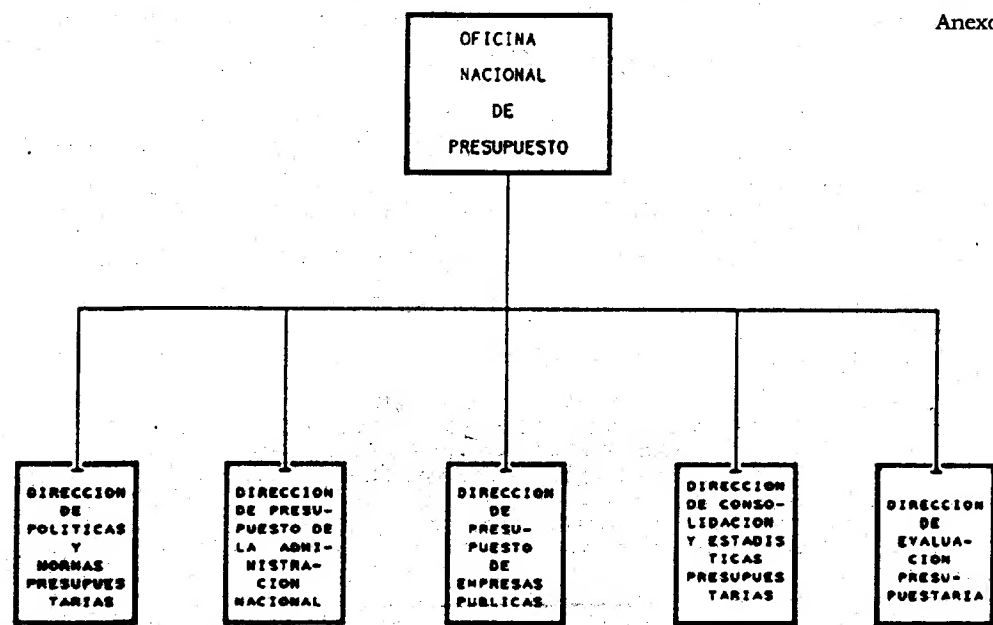 Anexo
OFICINA
NACIONAL
DE
PRESUPUESTO
DIRECCION
DE
POLITICAS
Y
NORMAS
PRESUPUES
TARIAS
DIRECCION
DE PRESU-
PUESTO DE
LA ADMI-
NISTRA-
CION
NACIONAL
DIRECCION
DE
PRESU-
PUESTO
DE
EMPRESAS
PUBLICAS.
DIRECCION
DE CONSO-
LIDACION
Y ESTADIS
TICAS
PRESUPUES
TARIAS
DIRECCION
DE
EVALUA-
CION
PRESU-
PUESTARIA